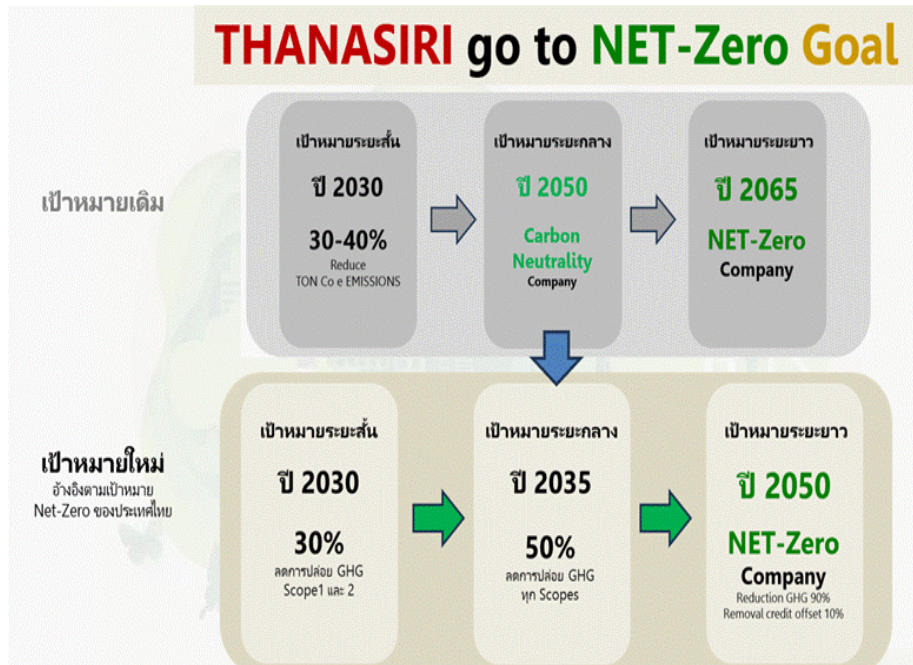 THANASIRI go to NET-Zero Goal
เป้าหมายเดิม
เป้าหมายระยะสั้น
ปี 2030
30-40%
Reduce
TON Co e EMISSIONS
เป้าหมายระยะกลาง
ปี 2050
Carbon
Neutrality
Company
เป้าหมายระยะยาว
ปี 2065
NET-Zero
Company
เป้าหมายใหม่
อ้างอิงตามเป้าหมาย
Net-Zero ของประเทศไทย
เป้าหมายระยะสั้น
ปี 2030
30%
ลดการปล่อย GHG
Scope1 และ 2
เป้าหมายระยะกลาง
ปี 2035
50%
ลดการปล่อย GHG
ทุก Scopes
เป้าหมายระยะยาว
ปี 2050
NET-Zero
Company
Reduction GHG 90%
Removal credit offset 10%